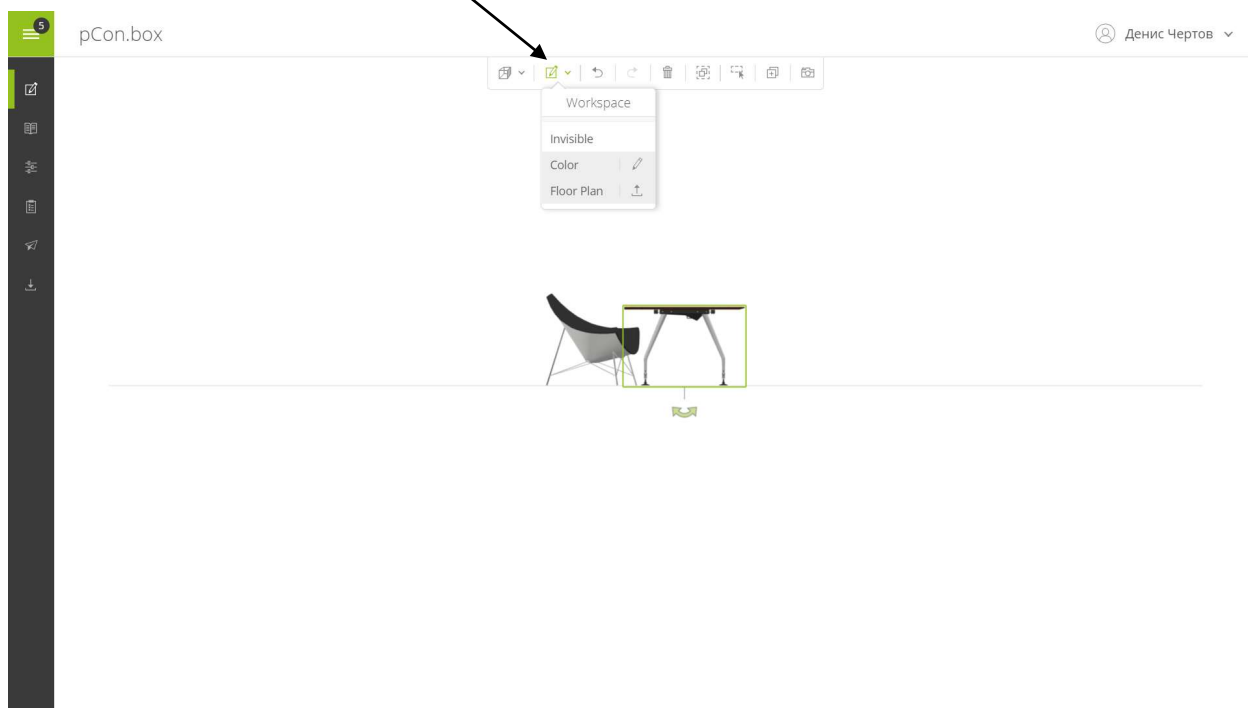 5
pCon.box
Денис Чертов
Workspace
Invisible
Color
Floor Plan